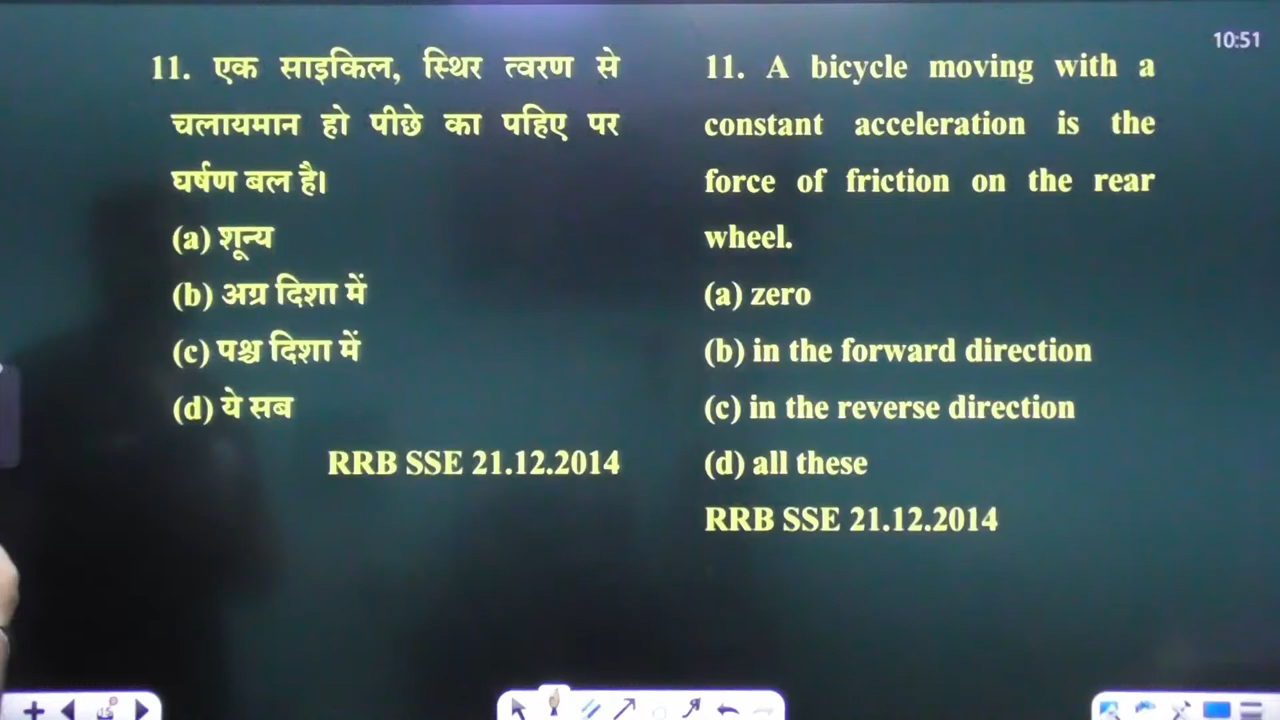 10:51
11. एक साइकिल, स्थिर त्वरण से
चलायमान हो पीछे का पहिए पर
घर्षण बल है।
(a) शून्य
(b) अग्र दिशा में
(c) पश्च दिशा में
(d) ये सब
RRB SSE 21.12.2014
11. A bicycle moving with a
constant acceleration is the
force of friction on the rear
wheel.
(a) zero
(b) in the forward direction
(c) in the reverse direction
(d) all these
RRB SSE 21.12.2014